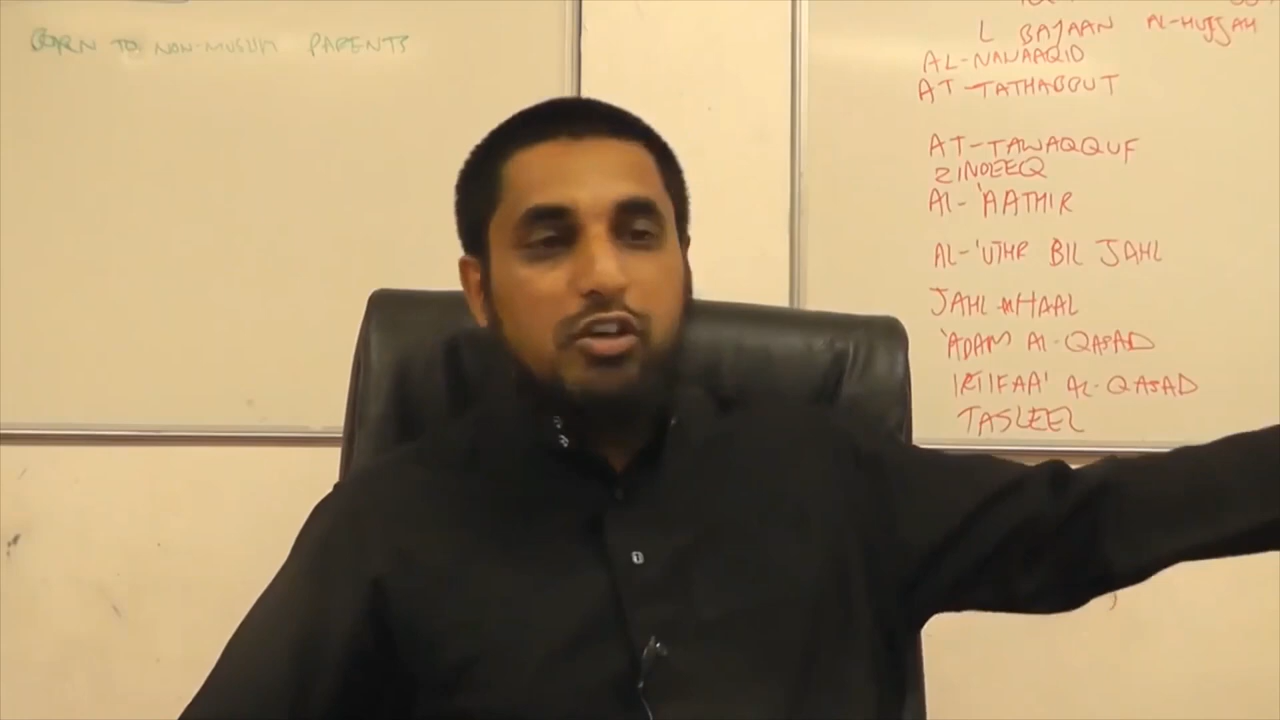 BORN TO NON-MUSLIM PARENTS
L BAJAAN AL-HUJJAH
AL-NAWAAQID
AT-TATHABBUT
AT-TAWAQQUF
ZINDEEQ
Al-'AATHIR
AL-'UTHR BIL JAHL
JAHL HAAL
'ADAM Al-QASAD
IRTIFAA' AL-QASAD
TASLEEL